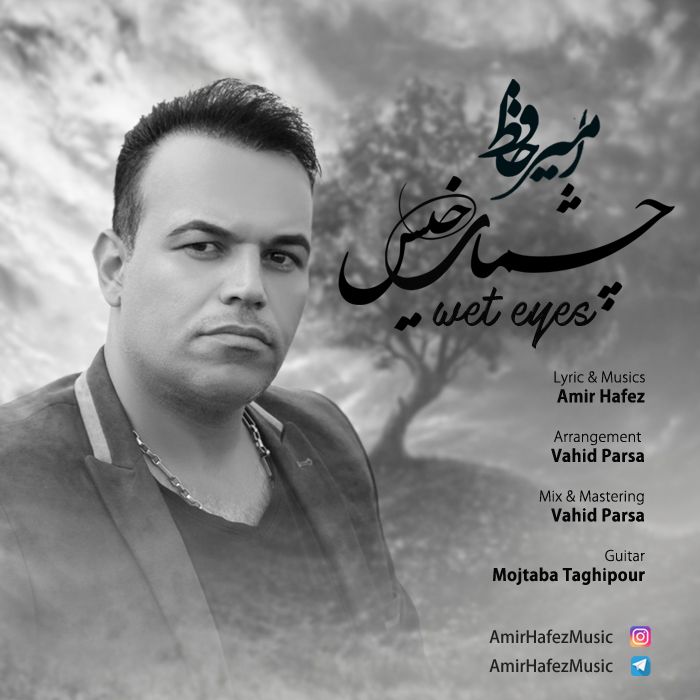 امیر حافظ
چشمای خیس
wet eyes
Lyric & Musics
Amir Hafez
Arrangement
Vahid Parsa
Mix & Mastering
Vahid Parsa
Guitar
Mojtaba Taghipour
AmirHafezMusic
AmirHafezMusic